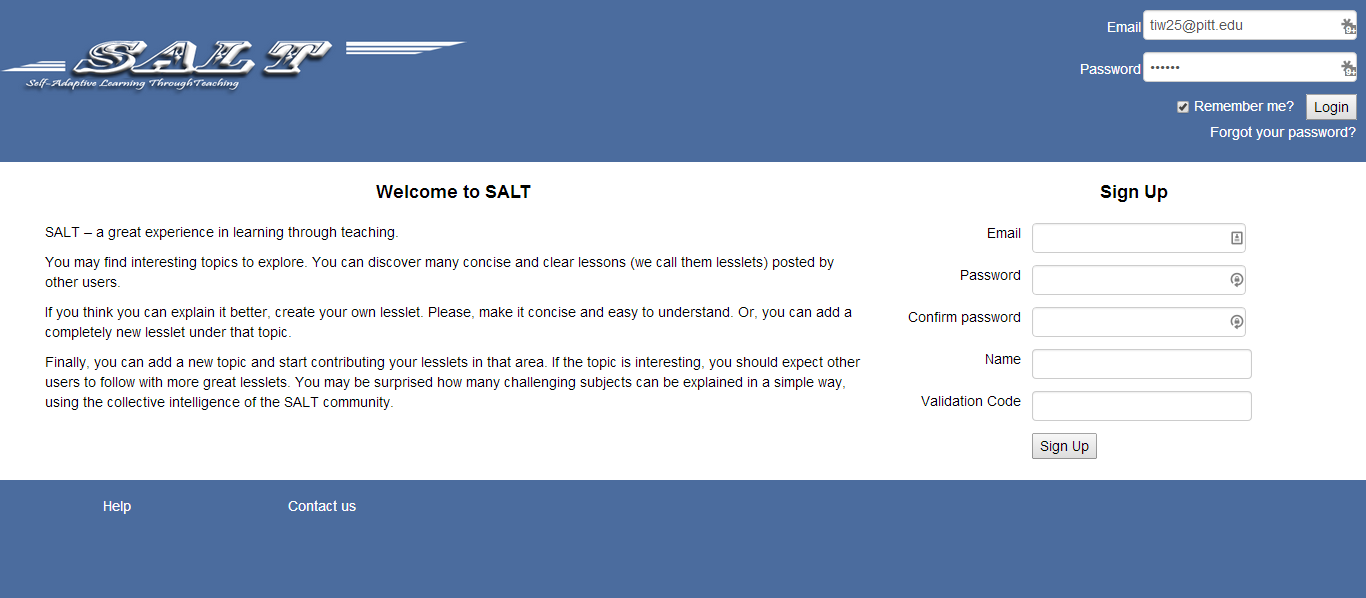 SALT
Self-Adaptive Learning ThroughTeaching
Email tiw25@pitt.edu
Password ••••••
Remember me? Login
Forgot your password?
Welcome to SALT
SALT – a great experience in learning through teaching.
You may find interesting topics to explore. You can discover many concise and clear lessons (we call them lesslets) posted by
other users.
If you think you can explain it better, create your own lesslet. Please, make it concise and easy to understand. Or, you can add a
completely new lesslet under that topic.
Finally, you can add a new topic and start contributing your lesslets in that area. If the topic is interesting, you should expect other
users to follow with more great lesslets. You may be surprised how many challenging subjects can be explained in a simple way,
using the collective intelligence of the SALT community.
Sign Up
Email
Password
Confirm password
Name
Validation Code
Sign Up
Help
Contact us